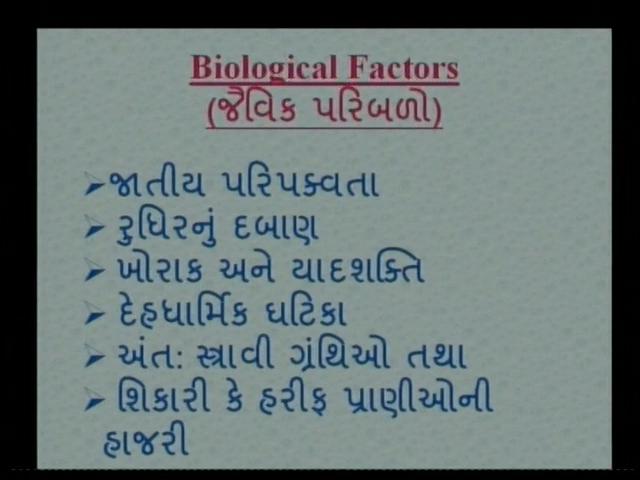 Biological Factors
(જૈવિક પરિબળો)
જાતીય પરિપક્વતા
રુધિરનું દબાણ
ખોરાક અને યાદશક્તિ
દેહધાર્મિક ઘટિકા
અંત: સ્ત્રાવી ગ્રંથિઓ તથા
શિકારી કે હરીફ પ્રાણીઓની
હાજરી